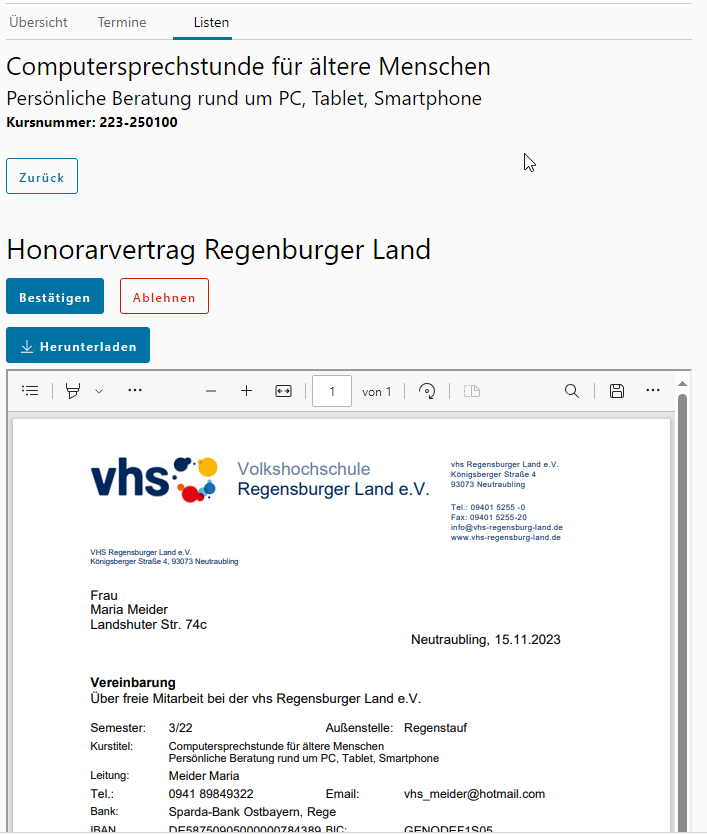 Übersicht Termine Listen
Computersprechstunde für ältere Menschen
Persönliche Beratung rund um PC, Tablet, Smartphone
Kursnummer: 223-250100
Zurück
Honorarvertrag Regenburger Land
Bestätigen Ablehnen
Herunterladen
1 von 1
vhs Volkshochschule
Regensburger Land e.V.
vhs Regensburger Land e.V.
Königsberger Straße 4
93073 Neutraubling
Tel.: 09401 5255 -0
Fax: 09401 5255-20
info@vhs-regensburg-land.de
www.vhs-regensburg-land.de
VHS Regensburger Land e.V.
Königsberger Straße 4, 93073 Neutraubling
Frau
Maria Meider
Landshuter Str. 74c
Neutraubling, 15.11.2023
Vereinbarung
Über freie Mitarbeit bei der vhs Regensburger Land e.V.
Semester: 3/22 Außenstelle: Regenstauf
Kurstitel: Computersprechstunde für ältere Menschen
Persönliche Beratung rund um PC, Tablet, Smartphone
Leitung: Meider Maria
Tel.: 0941 89849322 Email: vhs_meider@hotmail.com
Bank: Sparda-Bank Ostbayern, Rege
IBAN DE58750905000000784389 BIC: GENODEF1S05